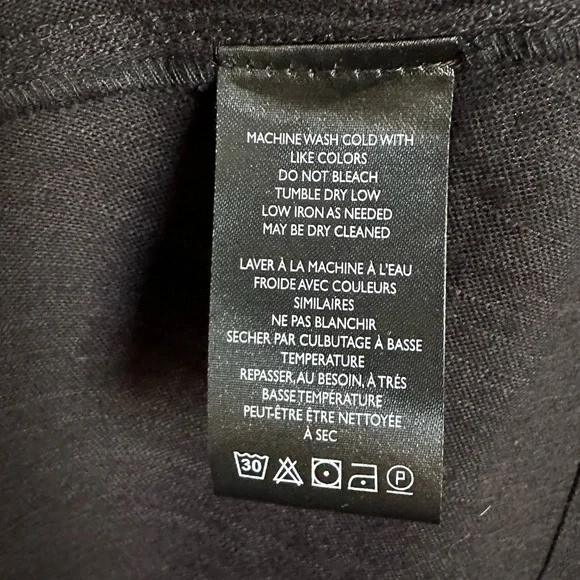 MACHINE WASH COLD WITH
LIKE COLORS
DO NOT BLEACH
TUMBLE DRY LOW
LOW IRON AS NEEDED
MAY BE DRY CLEANED
LAVER À LA MACHINE À L'EAU
FROIDE AVEC COULEURS
SIMILAIRES
NE PAS BLANCHIR
SECHER PAR CULBUTAGE À BASSE
TEMPERATURE
REPASSER, AU BESOIN, À TRÉS
BASSE TEMPÉRATURE
PEUT-ÊTRE ÊTRE NETTOYÉE
À SEC
30 P